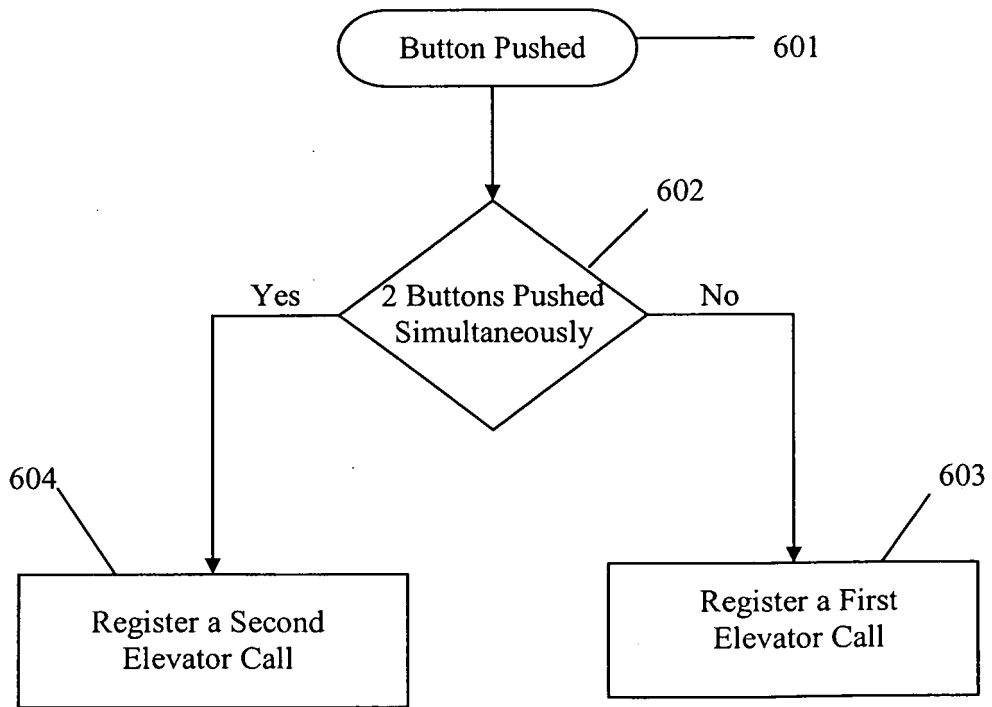 Button Pushed
601
602
Yes
2 Buttons Pushed
Simultaneously
No
604
603
Register a Second
Elevator Call
Register a First
Elevator Call